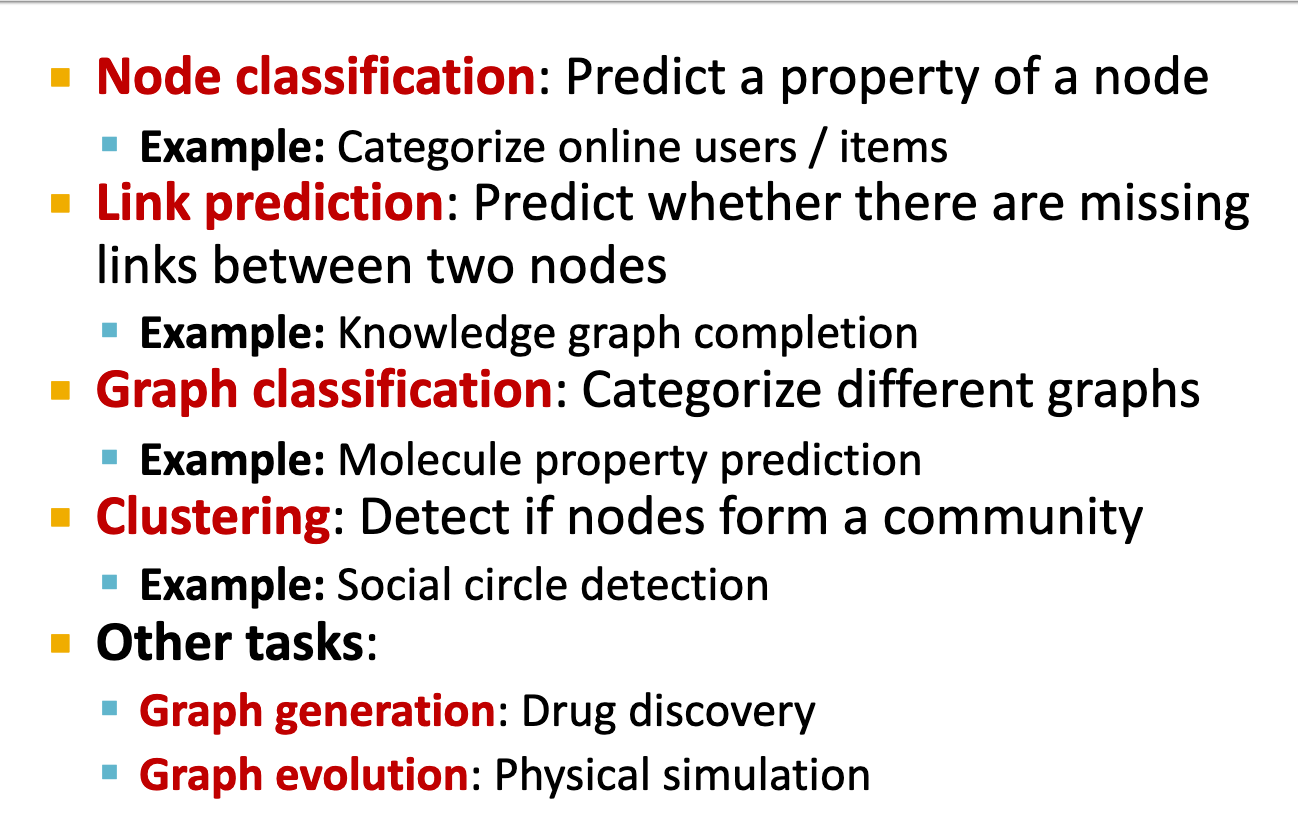 Node classification: Predict a property of a node
Example: Categorize online users / items
Link prediction: Predict whether there are missing
links between two nodes
Example: Knowledge graph completion
Graph classification: Categorize different graphs
Example: Molecule property prediction
Clustering: Detect if nodes form a community
Example: Social circle detection
Other tasks:
Graph generation: Drug discovery
Graph evolution: Physical simulation